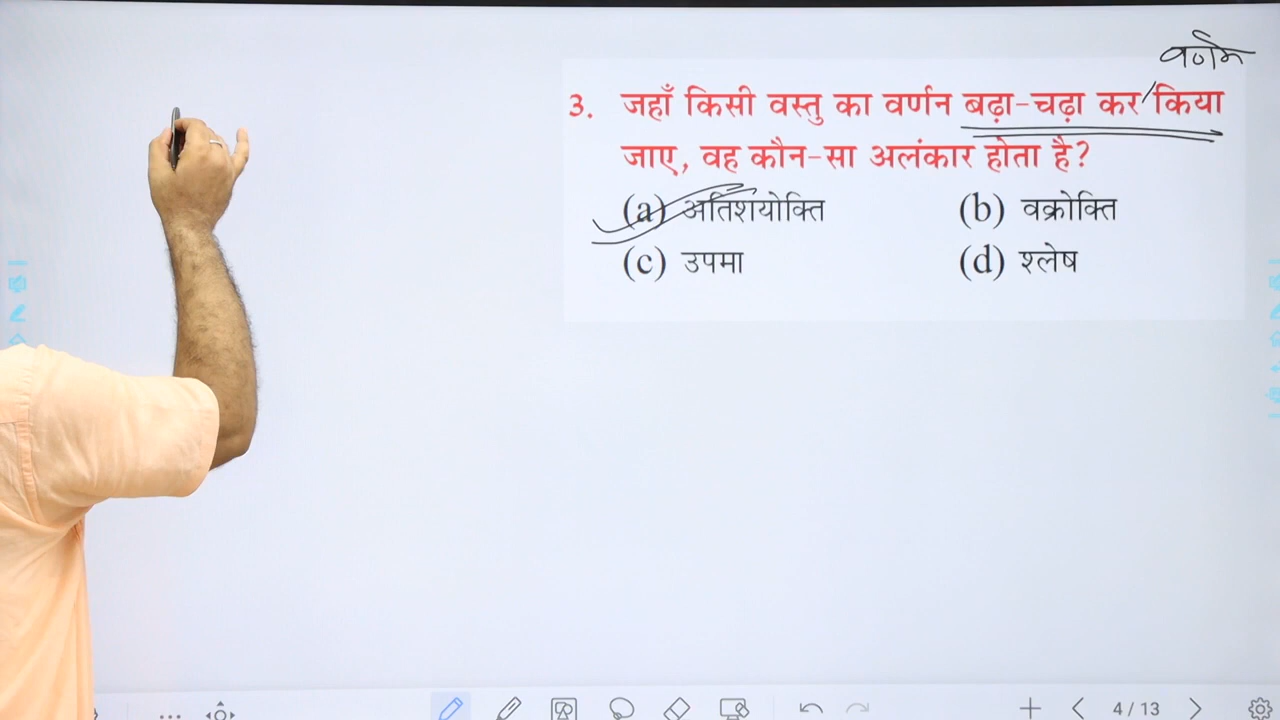 वर्णन
3. जहाँ किसी वस्तु का वर्णन बढ़ा-चढ़ा कर किया
जाए, वह कौन-सा अलंकार होता है?
(a) अतिशयोक्ति (b) वक्रोक्ति
(c) उपमा (d) श्लेष
4 / 13